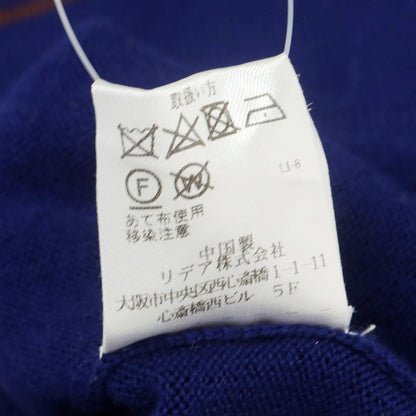 取扱い方
F W
LI-8
あて布使用
移染注意
中国製
リデア株式会社
大阪市中央区西心斎橋1-1-11
心斎橋西ビル 5F